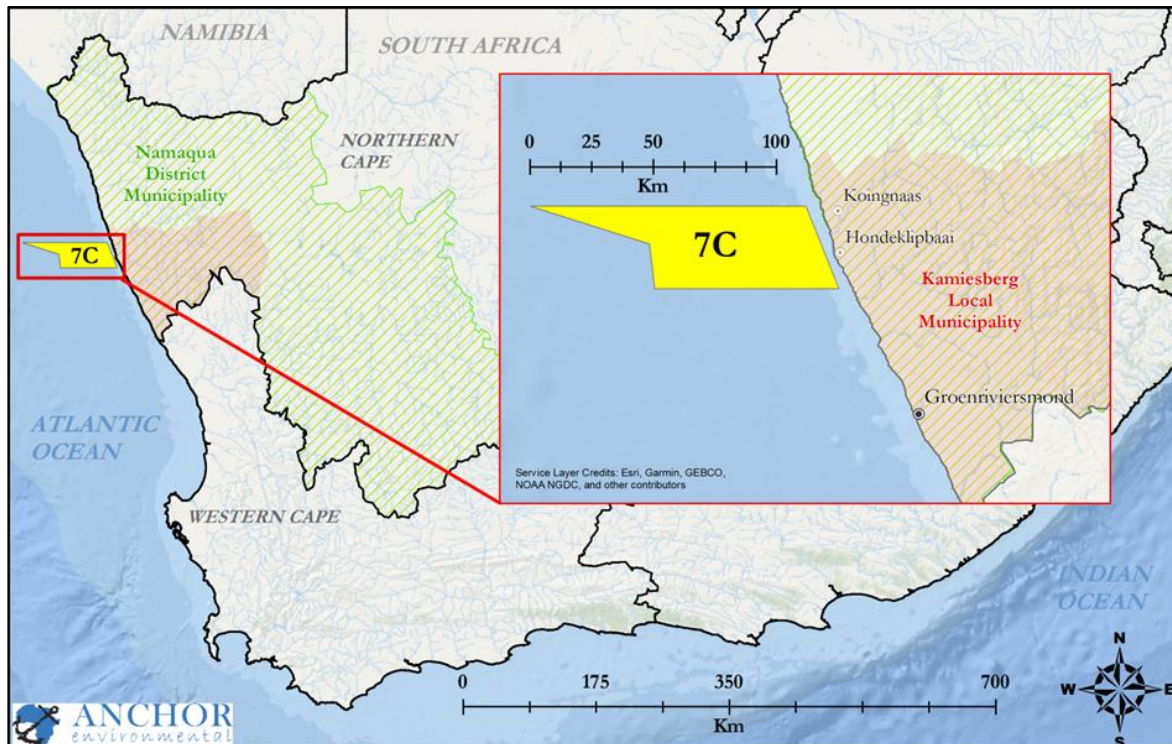 NAMIBIA
SOUTH AFRICA
NORTHERN
CAPE
Namaqua
District
Municipality
7C
0 25 50 100
Km
Koingnaas
Hondeklipbaai
7C
Kamiesberg
Local
Municipality
Groenriviersmond
Service Layer Credits: Esri, Garmin, GEBCO,
NOAA NGDC, and other contributors
ATLANTIC
OCEAN
WESTERN CAPE
INDIAN
OCEAN
0 175 350 700
Km
N
W E
S
ANCHOR
environmental